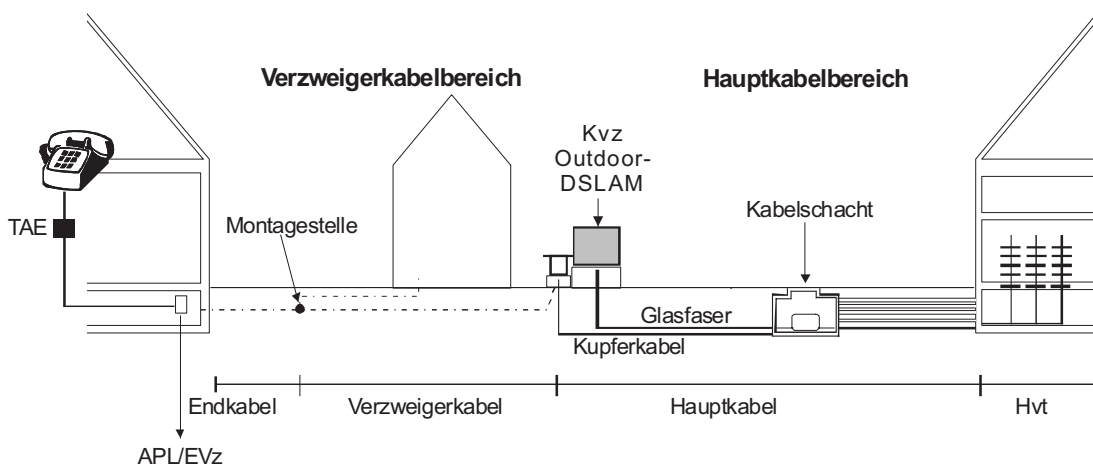 Verzweigerkabelbereich
Hauptkabelbereich
Kvz
Outdoor-
DSLAM
Kabelschacht
TAE
Montagestelle
Glasfaser
Kupferkabel
Endkabel
Verzweigerkabel
Hauptkabel
Hvt
APL/EVz